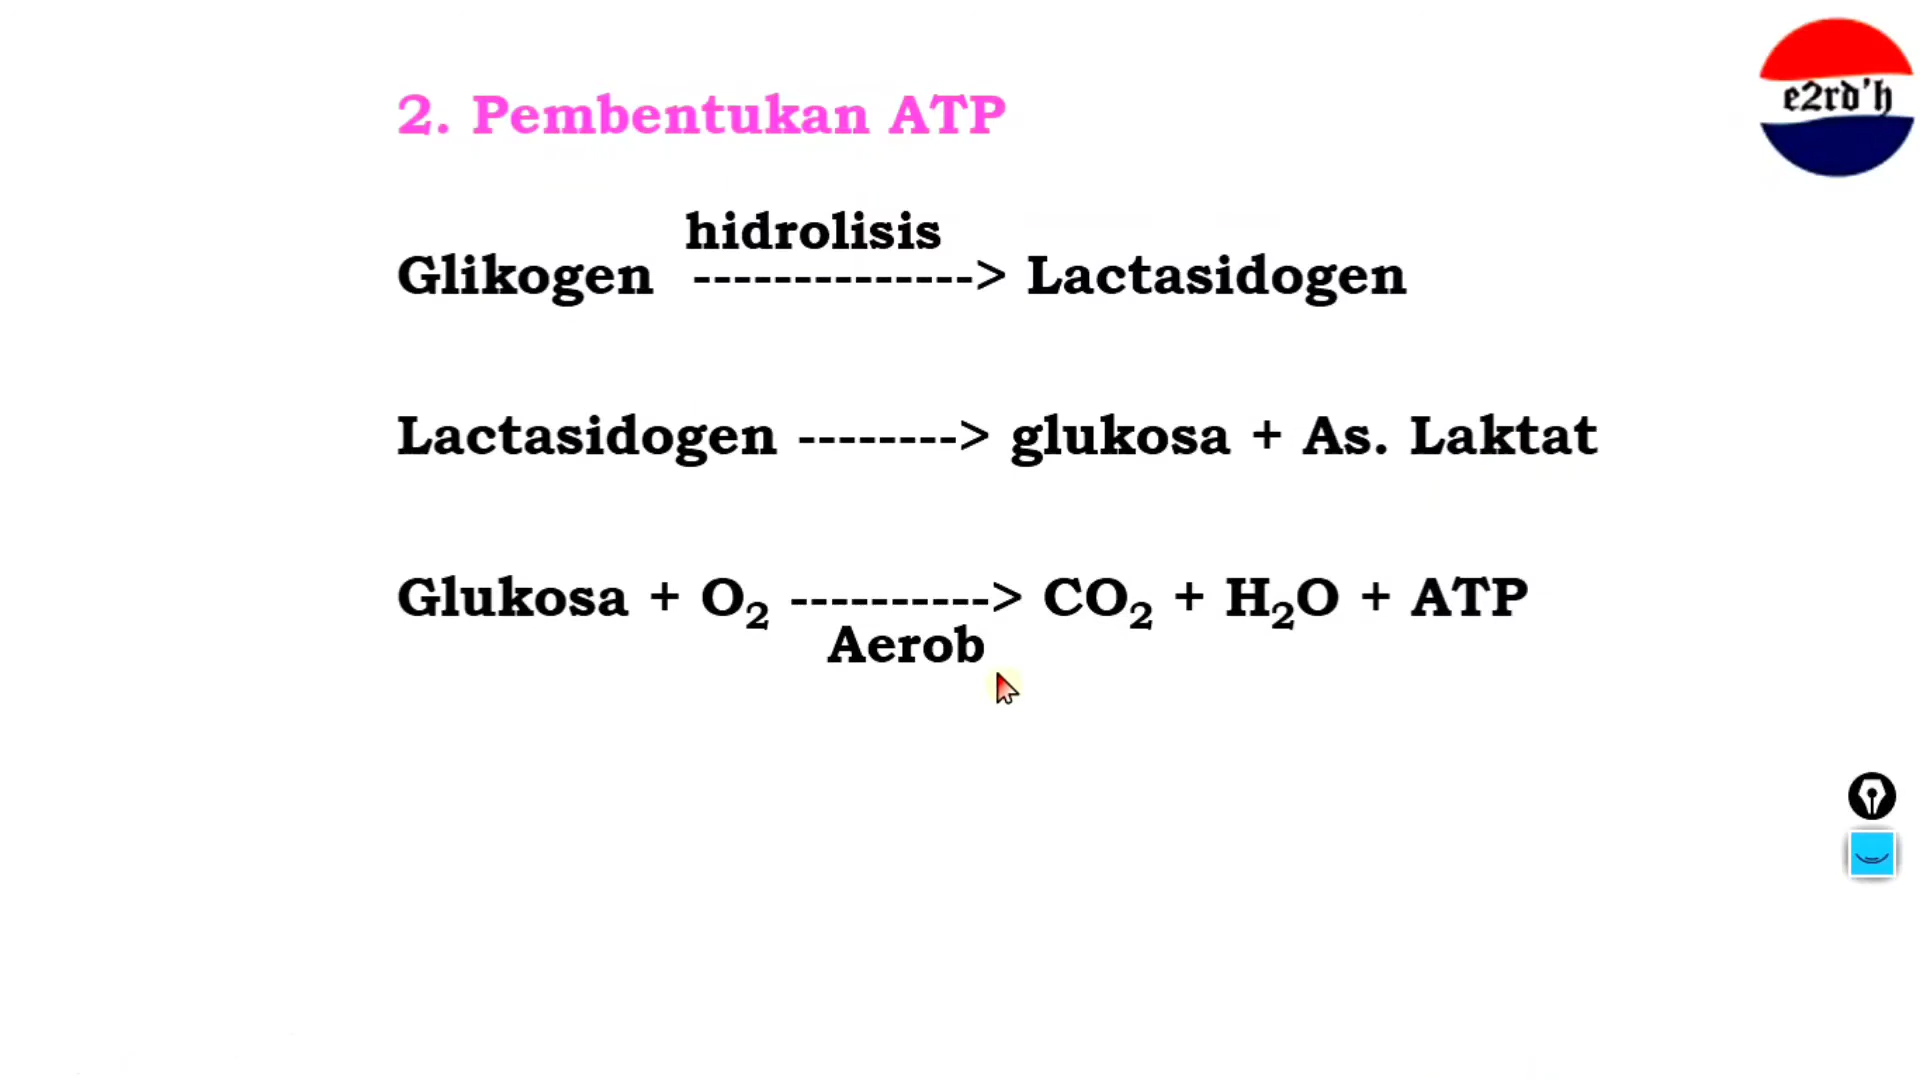 e2rd'h
2. Pembentukan ATP
hidrolisis
Glikogen --------------> Lactasidogen
Lactasidogen --------> glukosa + As. Laktat
Glukosa + O₂ ----------> CO₂ + H₂O + ATP
Aerob